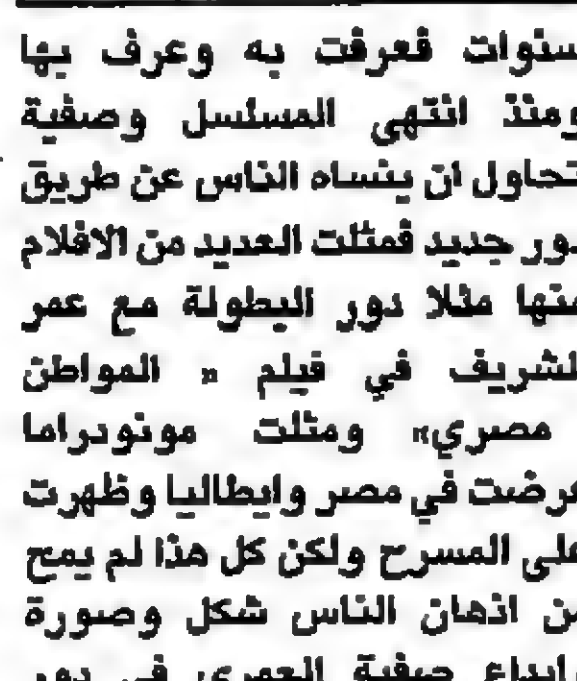 سنوات فعرفت به وعرف بها
ومنذ انتهى المسلسل وصفية
تحاول ان ينساه الناس عن طريق
دور جديد فمثلت العديد من الافلام
منها مثلا دور البطولة مع عمر
الشريف في فيلم « المواطن
مصري» ومثلت مونودراما
عرضت في مصر وايطاليا وظهرت
على المسرح ولكن كل هذا لم يمح
من اذهان الناس شكل وصورة
وابداع صفية العمري في دور